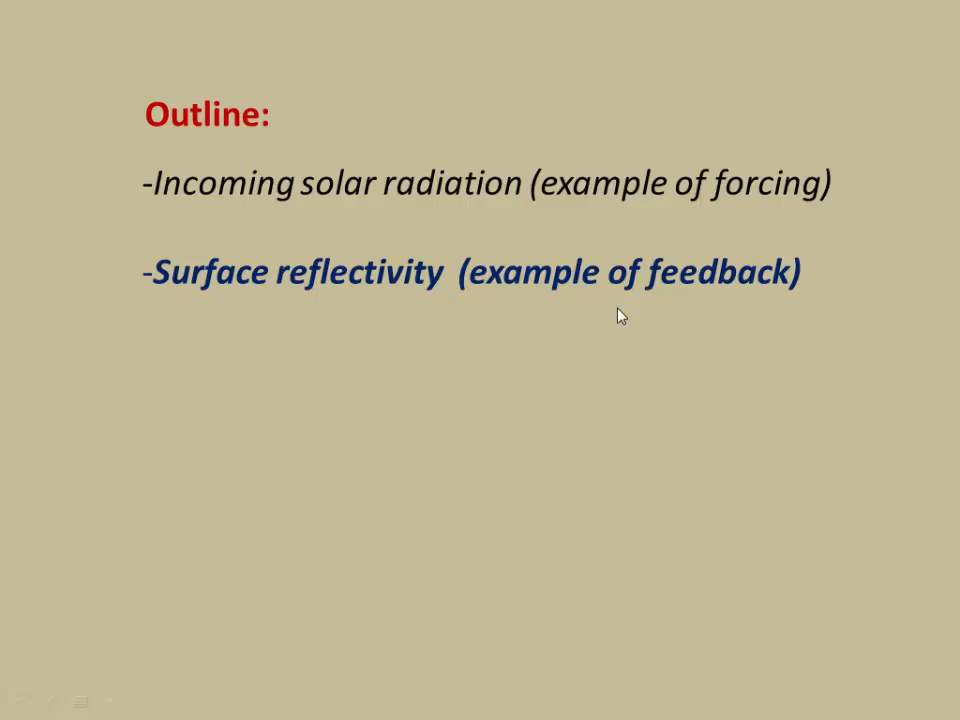 Outline:
-Incoming solar radiation (example of forcing)
-Surface reflectivity  (example of feedback)